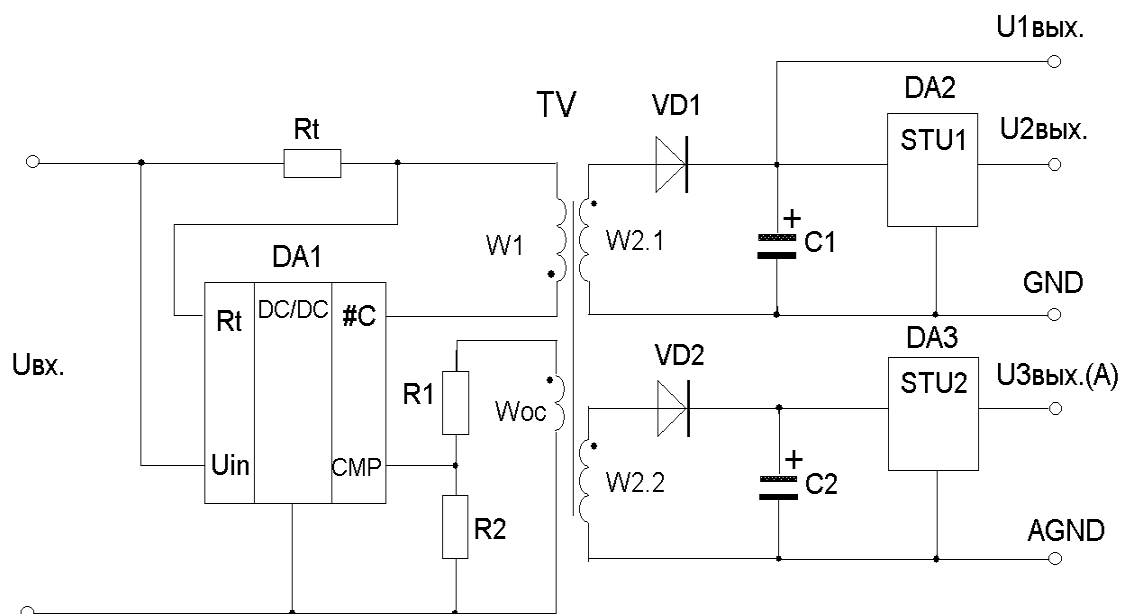 U1вых.
DA2
TV
VD1
STU1
U2вых.
Rt
W1
W2.1
C1
DA1
GND
Rt
DC/DC
#C
DA3
Uвх.
VD2
STU2
U3вых.(A)
R1
Wос
Uin
CMP
W2.2
C2
R2
AGND